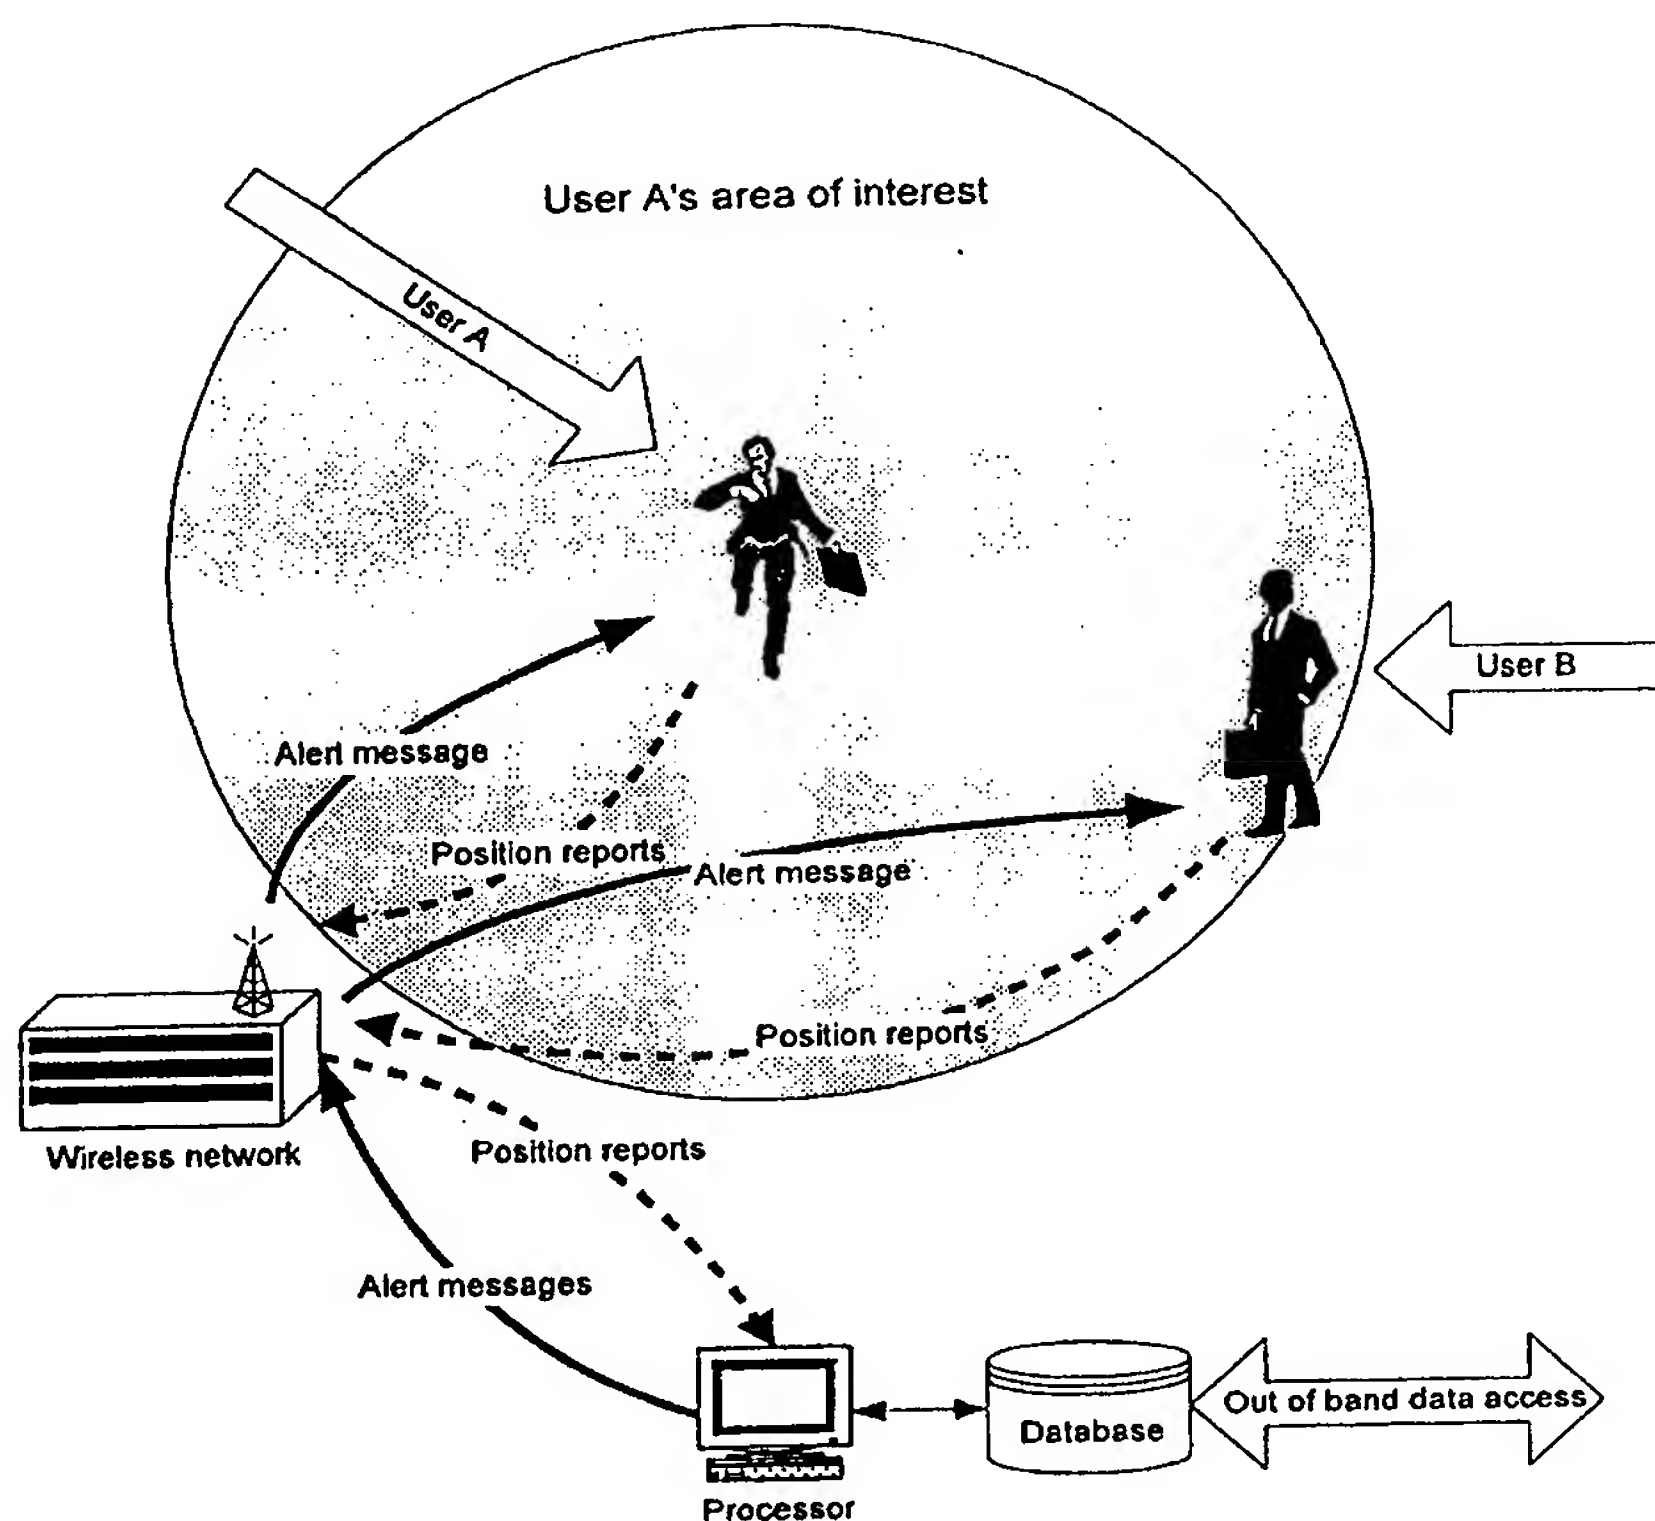 User A's area of interest
User A
User B
Alert message
Position reports
Alert message
Position reports
Wireless network
Position reports
Alert messages
Out of band data access
Database
Processor